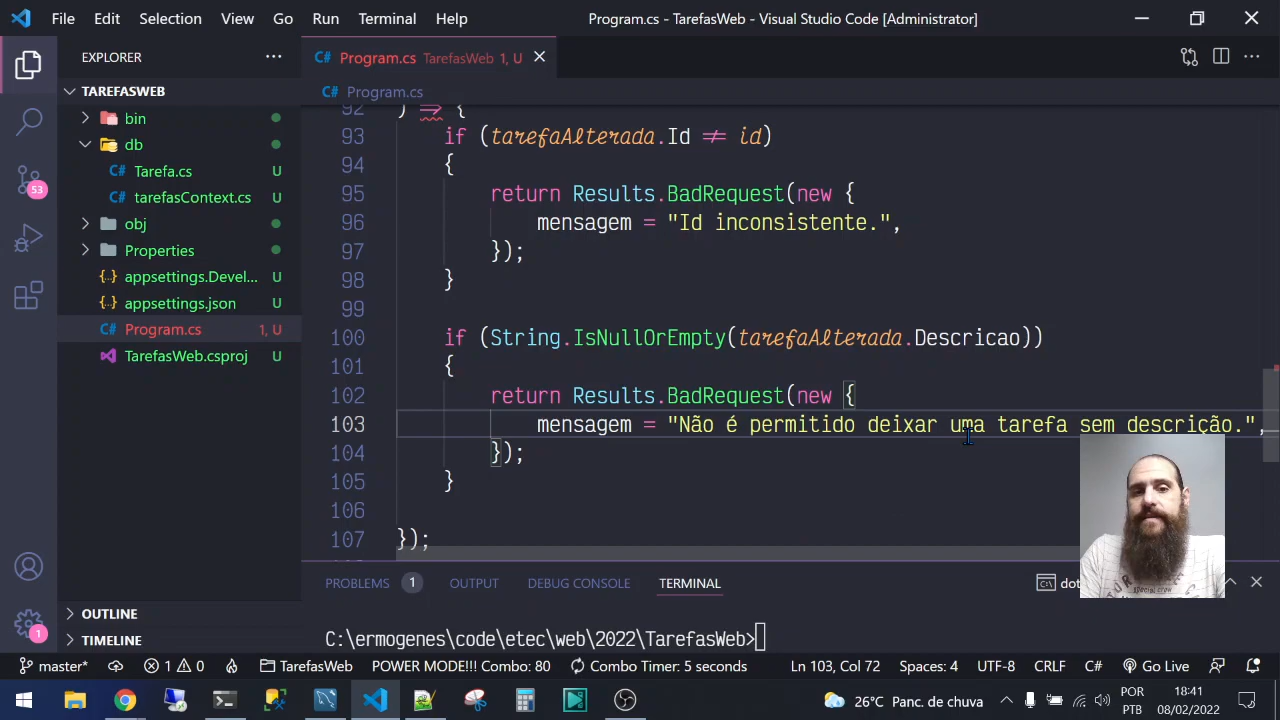 File Edit Selection View Go Run Terminal Help
Program.cs - TarefasWeb - Visual Studio Code [Administrator]
EXPLORER
Program.cs TarefasWeb 1, U
TAREFASWEB
Program.cs
bin
db
Tarefa.cs U
tarefasContext.cs U
obj
Properties
appsettings.Devel... U
appsettings.json U
Program.cs 1, U
TarefasWeb.csproj U
53
OUTLINE
TIMELINE
1
92 ) => {
93 if (tarefaAlterada.Id ≠ id)
94 {
95 return Results.BadRequest(new {
96 mensagem = "Id inconsistente.",
97 });
98 }
99
100 if (String.IsNullOrEmpty(tarefaAlterada.Descricao))
101 {
102 return Results.BadRequest(new {
103 mensagem = "Não é permitido deixar uma tarefa sem descrição.",
104 });
105 }
106
107 });
PROBLEMS 1 OUTPUT DEBUG CONSOLE TERMINAL
C:\ermogenes\code\etec\web\2022\TarefasWeb>
master* 1 0 TarefasWeb POWER MODE!!! Combo: 80 Combo Timer: 5 seconds Ln 103, Col 72 Spaces: 4 UTF-8 CRLF C# Go Live
26°C Panc. de chuva
POR
PTB
18:41
08/02/2022